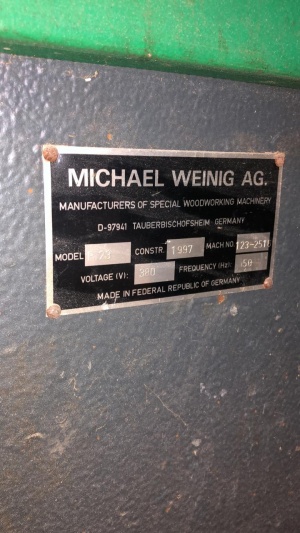 MICHAEL WEINIG AG.
MANUFACTURERS OF SPECIAL WOODWORKING MACHINERY
D-97941 TAUBERBISCHOFSHEIM · GERMANY
MODEL CONSTR. 1997 MACH NO.
VOLTAGE (V): 380 FREQUENCY (Hz): 50
MADE IN FEDERAL REPUBLIC OF GERMANY